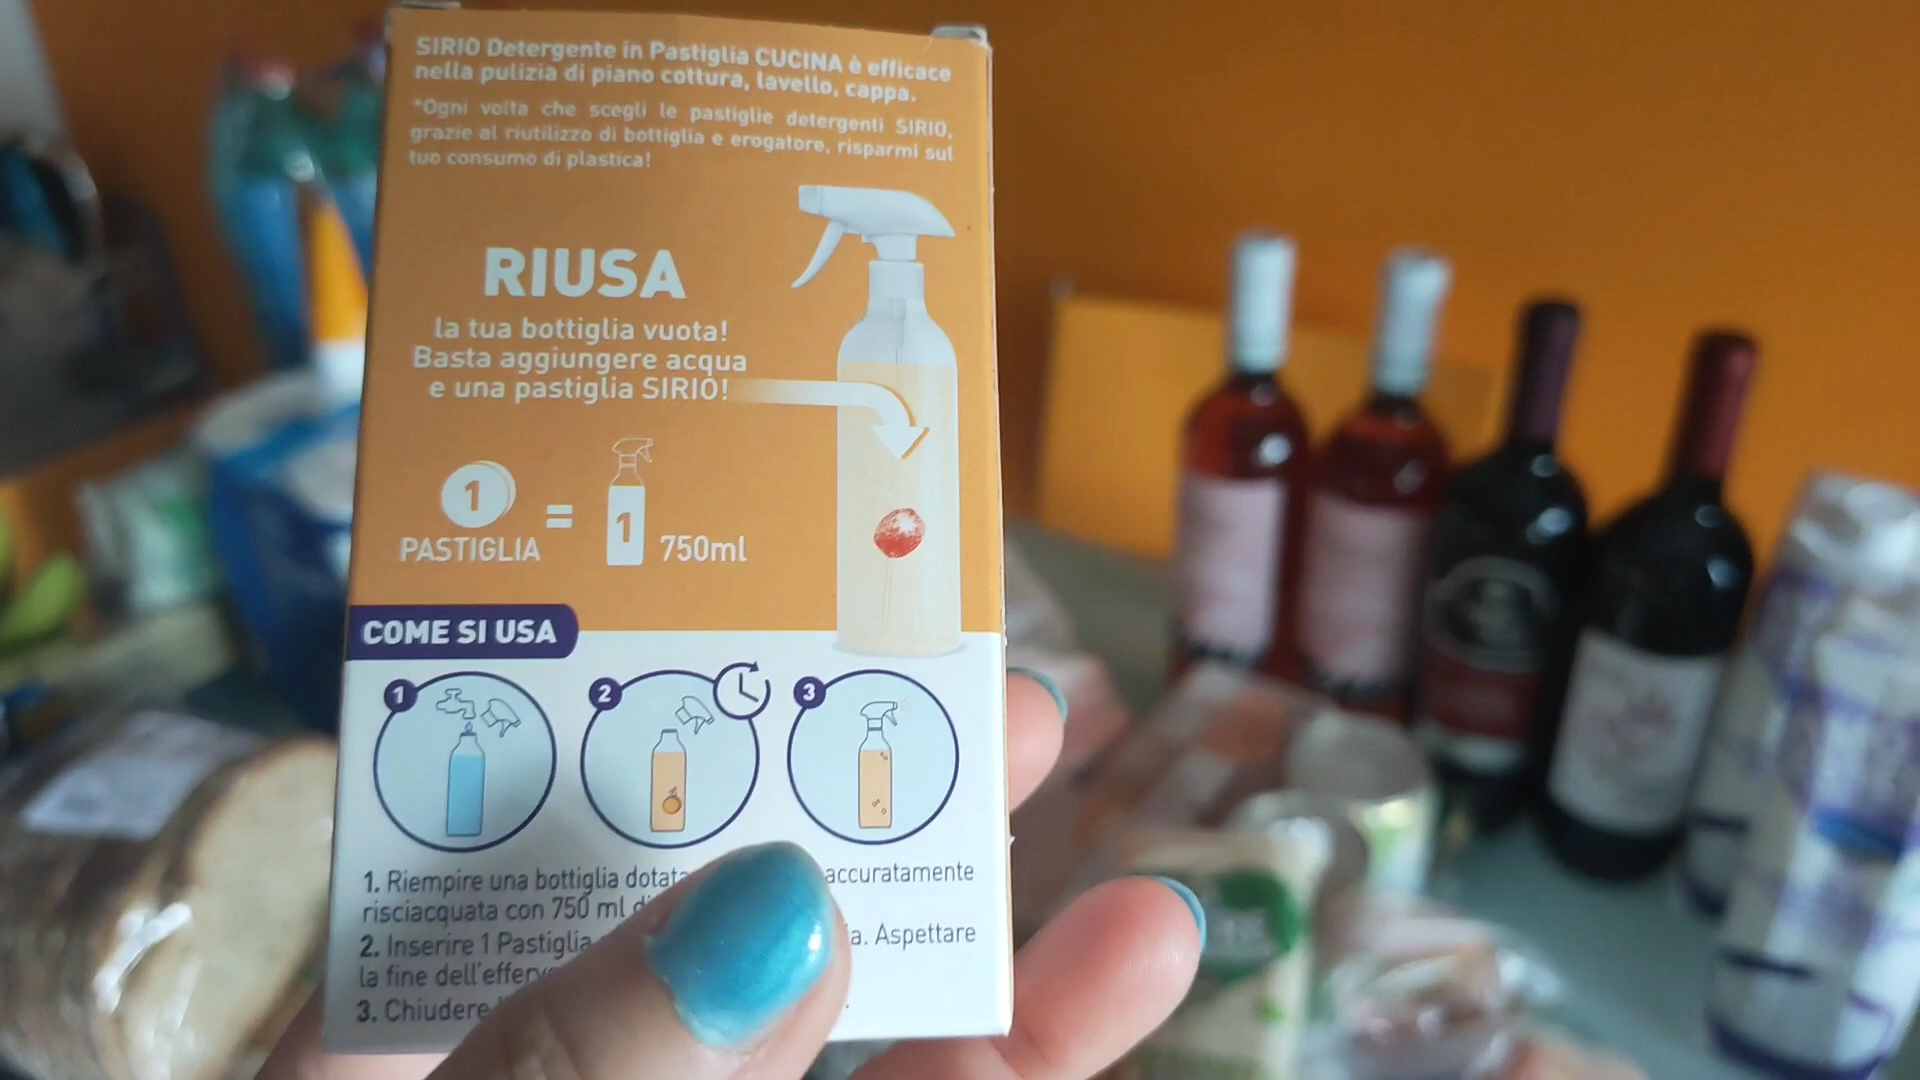 SIRIO Detergente in Pastiglia CUCINA è efficace
nella pulizia di piano cottura, lavello, cappa.
*Ogni volta che scegli le pastiglie detergenti SIRIO,
grazie al riutilizzo di bottiglia e erogatore, risparmi sul
tuo consumo di plastica!
RIUSA
la tua bottiglia vuota!
Basta aggiungere acqua
e una pastiglia SIRIO!
1
PASTIGLIA
=
1
750ml
COME SI USA
1
2
3
1. Riempire una bottiglia accuratamente
risciacquata con 750 ml
2. Inserire 1 Pastiglia Aspettare
la fine
3. Chiudere